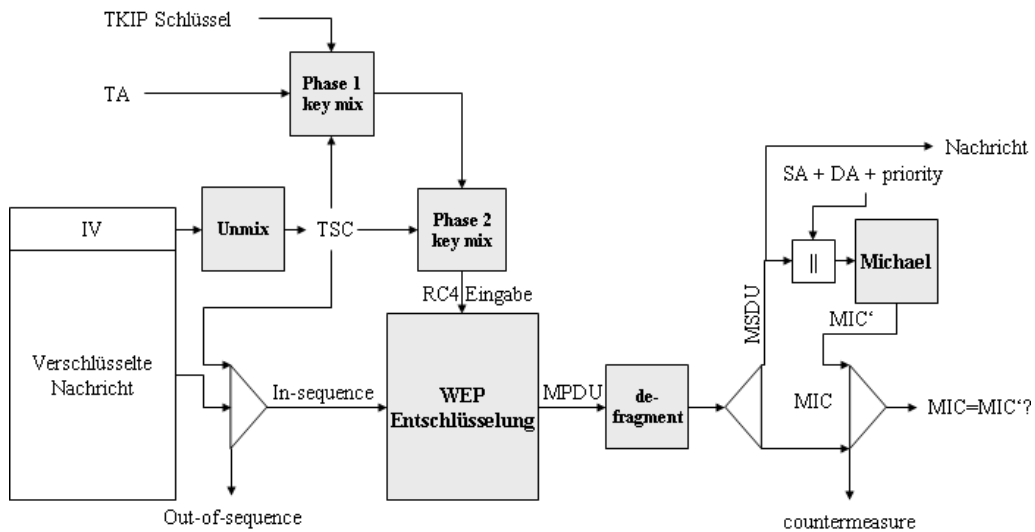 TKIP Schlüssel
Phase 1
key mix
TA
Nachricht
SA + DA + priority
IV
Unmix
TSC
Phase 2
key mix
||
Michael
RC4 Eingabe
MSDU
MIC‘
Verschlüsselte
Nachricht
In-sequence
WEP
Entschlüsselung
MPDU
de-
fragment
MIC
MIC=MIC‘?
Out-of-sequence
countermeasure